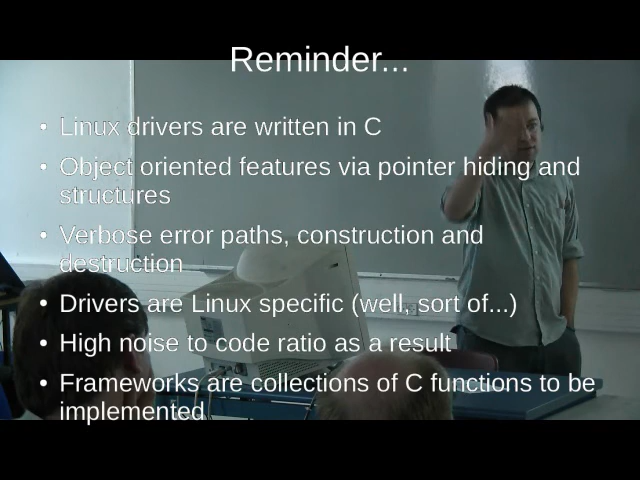 Reminder...
• Linux drivers are written in C
• Object oriented features via pointer hiding and
structures
• Verbose error paths, construction and
destruction
• Drivers are Linux specific (well, sort of...)
• High noise to code ratio as a result
• Frameworks are collections of C functions to be
implemented